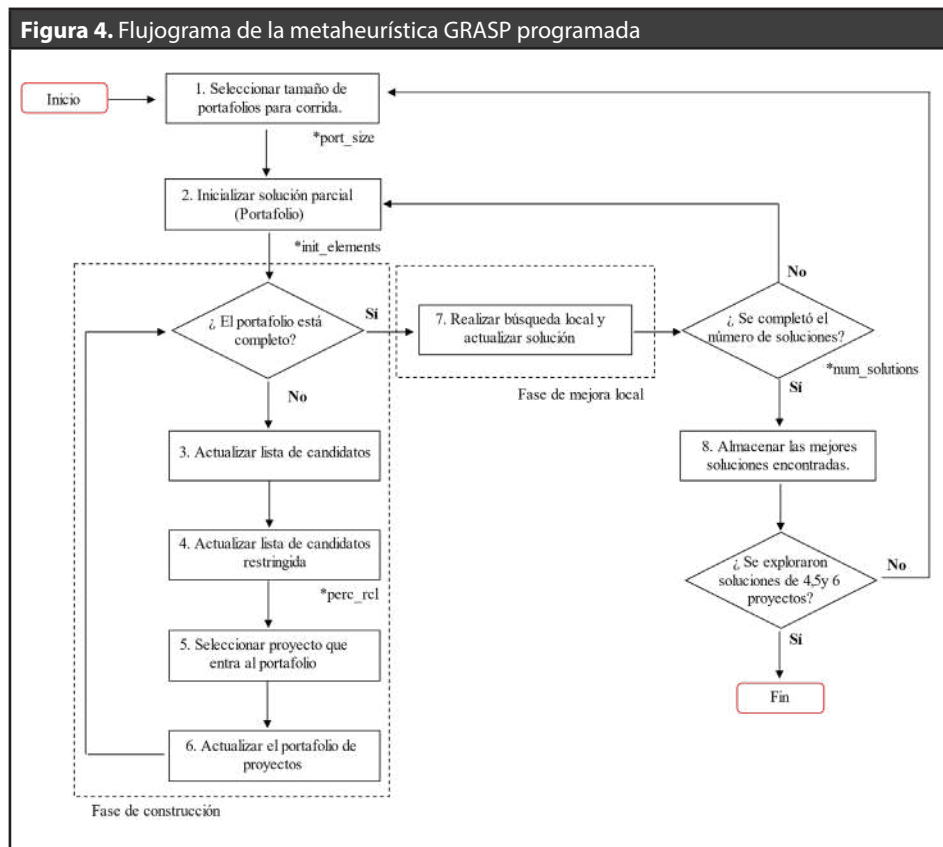 Figura 4. Flujograma de la metaheurística GRASP programada
Inicio
1. Seleccionar tamaño de
portafolios para corrida.
*port_size
2. Inicializar solución parcial
(Portafolio)
*init_elements
¿ El portafolio está
completo?
Sí
No
3. Actualizar lista de candidatos
4. Actualizar lista de candidatos
restringida
*perc_rcl
5. Seleccionar proyecto que
entra al portafolio
6. Actualizar el portafolio de
proyectos
Fase de construcción
7. Realizar búsqueda local y
actualizar solución
Fase de mejora local
No
¿ Se completó el
número de soluciones?
*num_solutions
Sí
8. Almacenar las mejores
soluciones encontradas.
¿ Se exploraron
soluciones de 4,5y 6
proyectos?
No
Sí
Fin